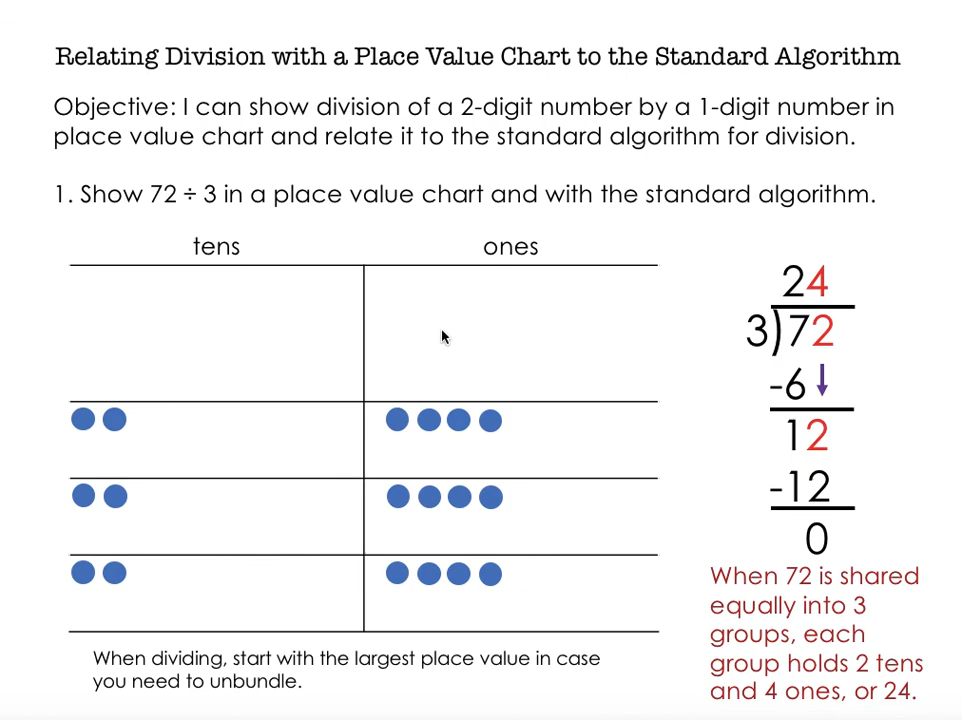 Relating Division with a Place Value Chart to the Standard Algorithm
Objective: I can show division of a 2-digit number by a 1-digit number in
place value chart and relate it to the standard algorithm for division.
1. Show 72 ÷ 3 in a place value chart and with the standard algorithm.
tens ones
24
3)72
-6
12
-12
0
When 72 is shared
equally into 3
groups, each
group holds 2 tens
and 4 ones, or 24.
When dividing, start with the largest place value in case
you need to unbundle.